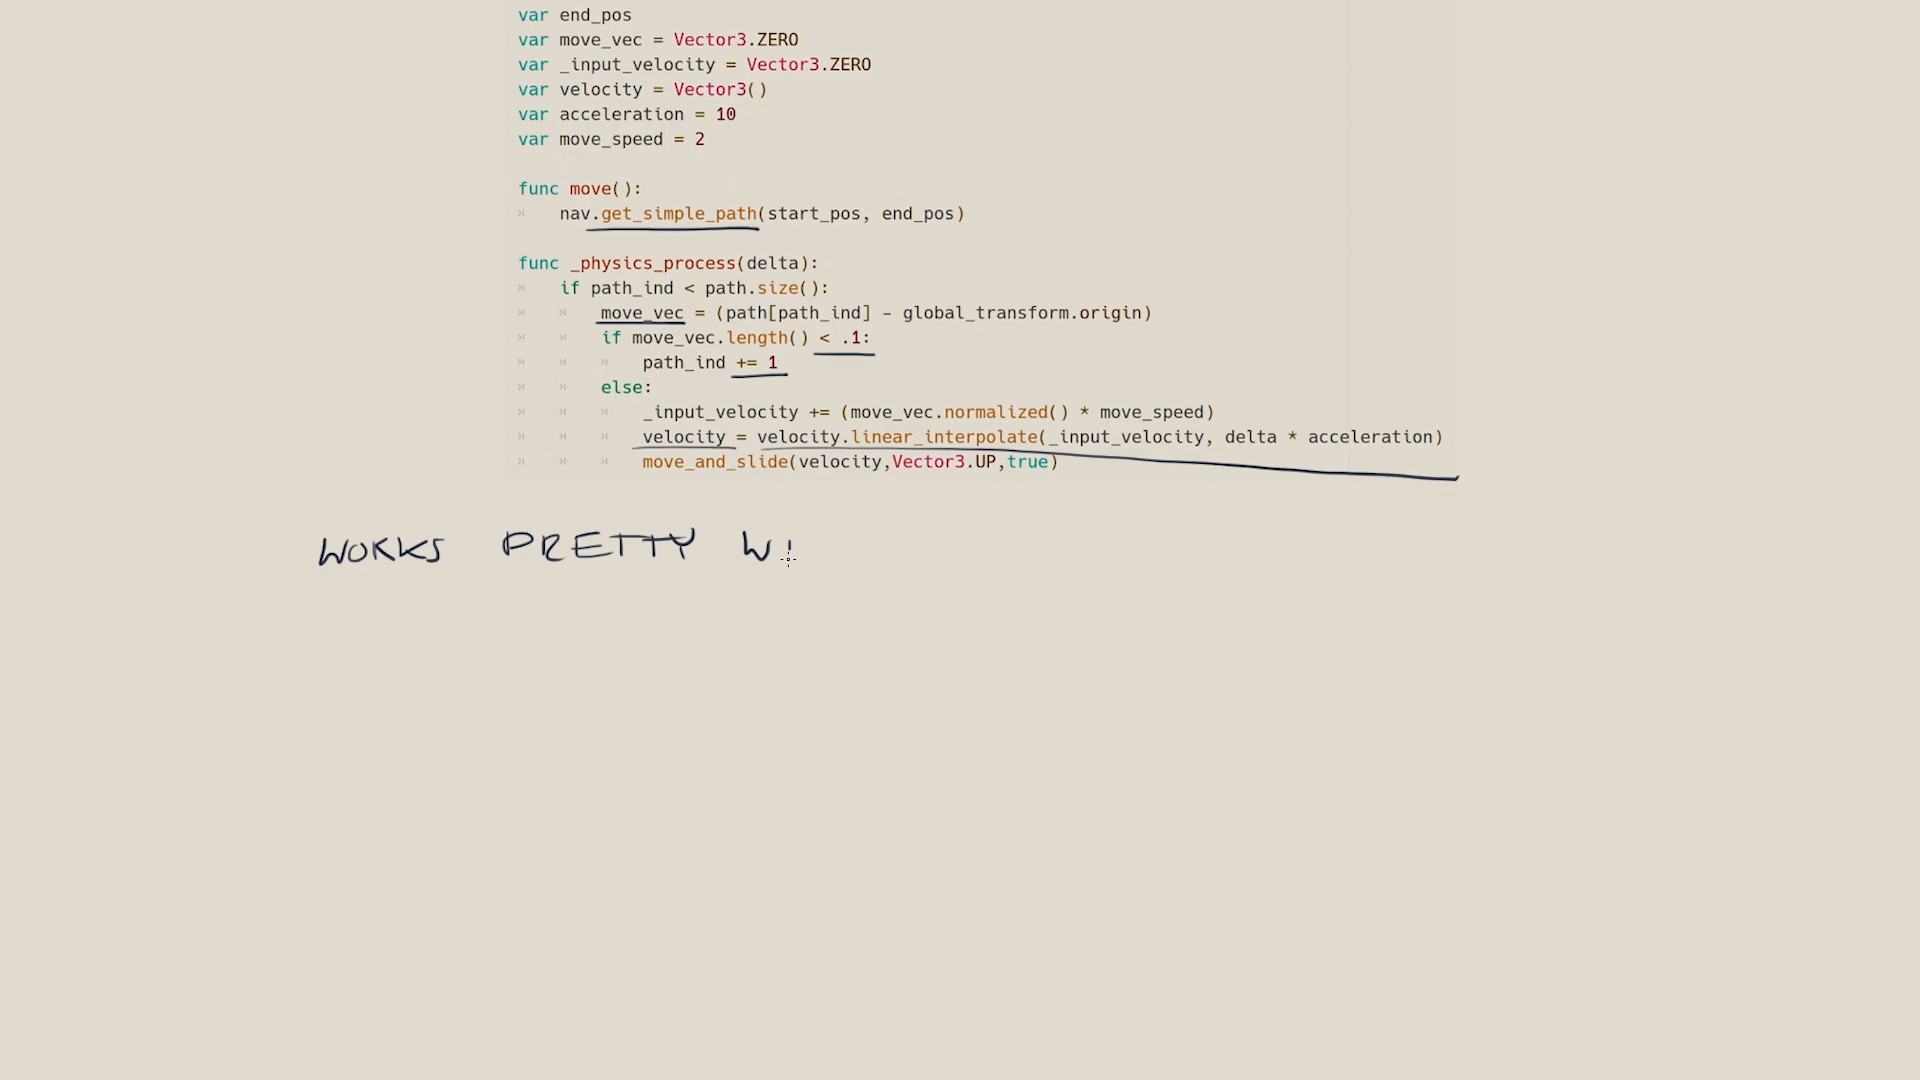 var end_pos
var move_vec = Vector3.ZERO
var _input_velocity = Vector3.ZERO
var velocity = Vector3()
var acceleration = 10
var move_speed = 2
func move():
nav.get_simple_path(start_pos, end_pos)
func _physics_process(delta):
if path_ind < path.size():
move_vec = (path[path_ind] - global_transform.origin)
if move_vec.length() < .1:
path_ind += 1
else:
_input_velocity += (move_vec.normalized() * move_speed)
velocity = velocity.linear_interpolate(_input_velocity, delta * acceleration)
move_and_slide(velocity,Vector3.UP,true)
WORKS PRETTY W